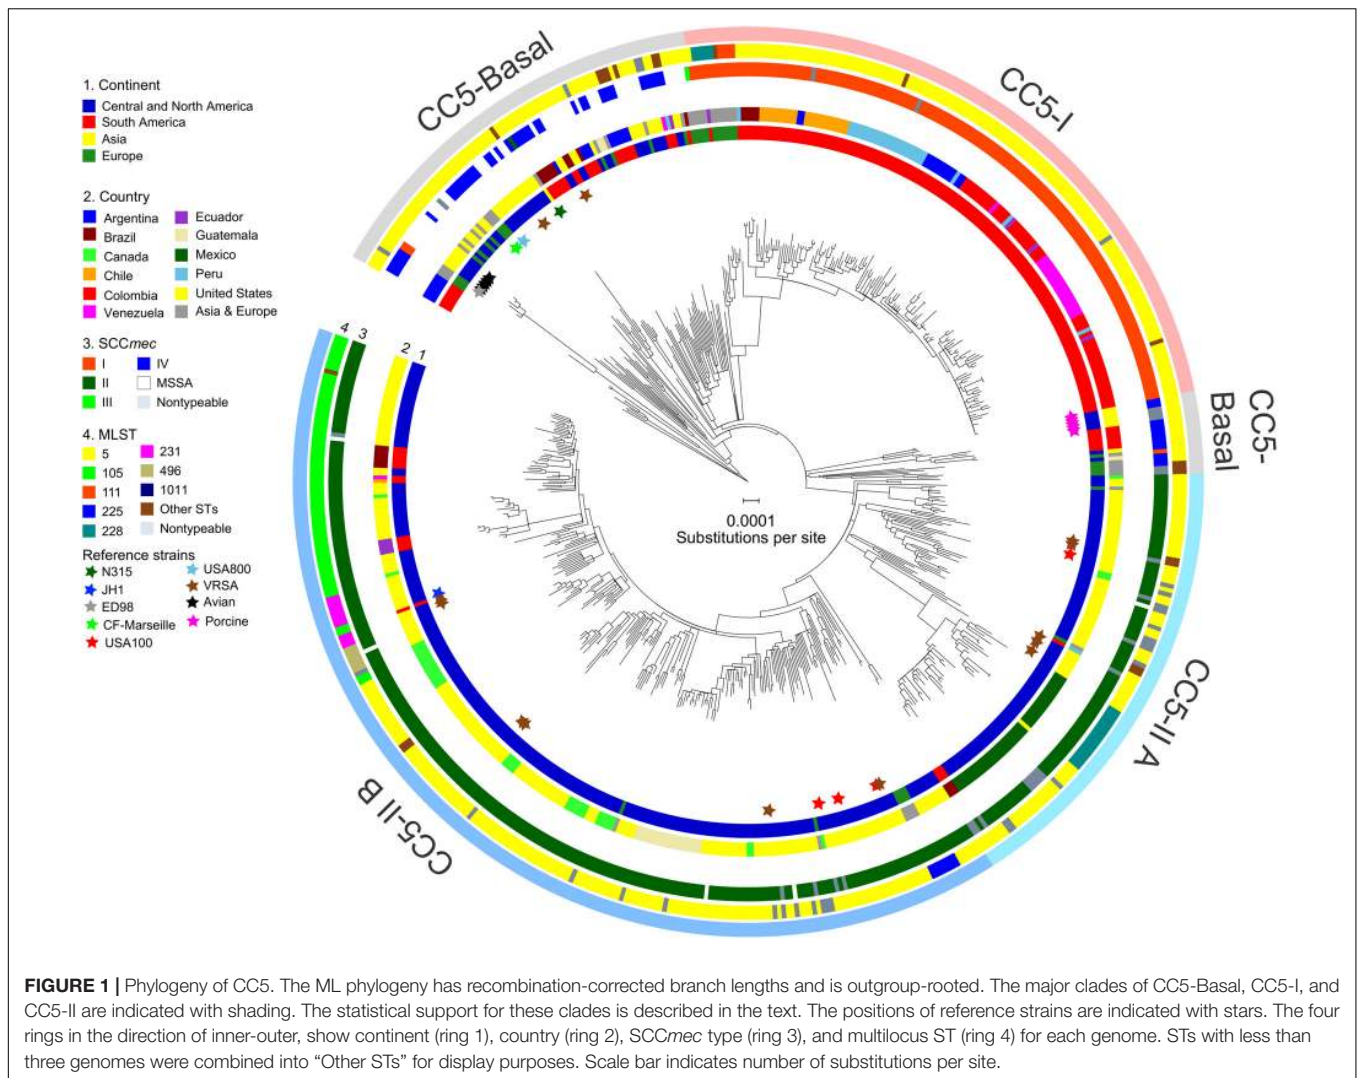 CC5-Basal
CC5-I
CC5-
Basal
CC5-II A
CC5-II B
1. Continent
Central and North America
South America
Asia
Europe
2. Country
Argentina
Brazil
Canada
Chile
Colombia
Venezuela
Ecuador
Guatemala
Mexico
Peru
United States
Asia & Europe
3. SCCmec
I
II
III
IV
MSSA
Nontypeable
4. MLST
5
105
111
225
228
231
496
1011
Other STs
Nontypeable
Reference strains
N315
JH1
ED98
CF-Marseille
USA100
USA800
VRSA
Avian
Porcine
4
3
2
1
0.0001
Substitutions per site
FIGURE 1 | Phylogeny of CC5. The ML phylogeny has recombination-corrected branch lengths and is outgroup-rooted. The major clades of CC5-Basal, CC5-I, and
CC5-II are indicated with shading. The statistical support for these clades is described in the text. The positions of reference strains are indicated with stars. The four
rings in the direction of inner-outer, show continent (ring 1), country (ring 2), SCCmec type (ring 3), and multilocus ST (ring 4) for each genome. STs with less than
three genomes were combined into “Other STs” for display purposes. Scale bar indicates number of substitutions per site.